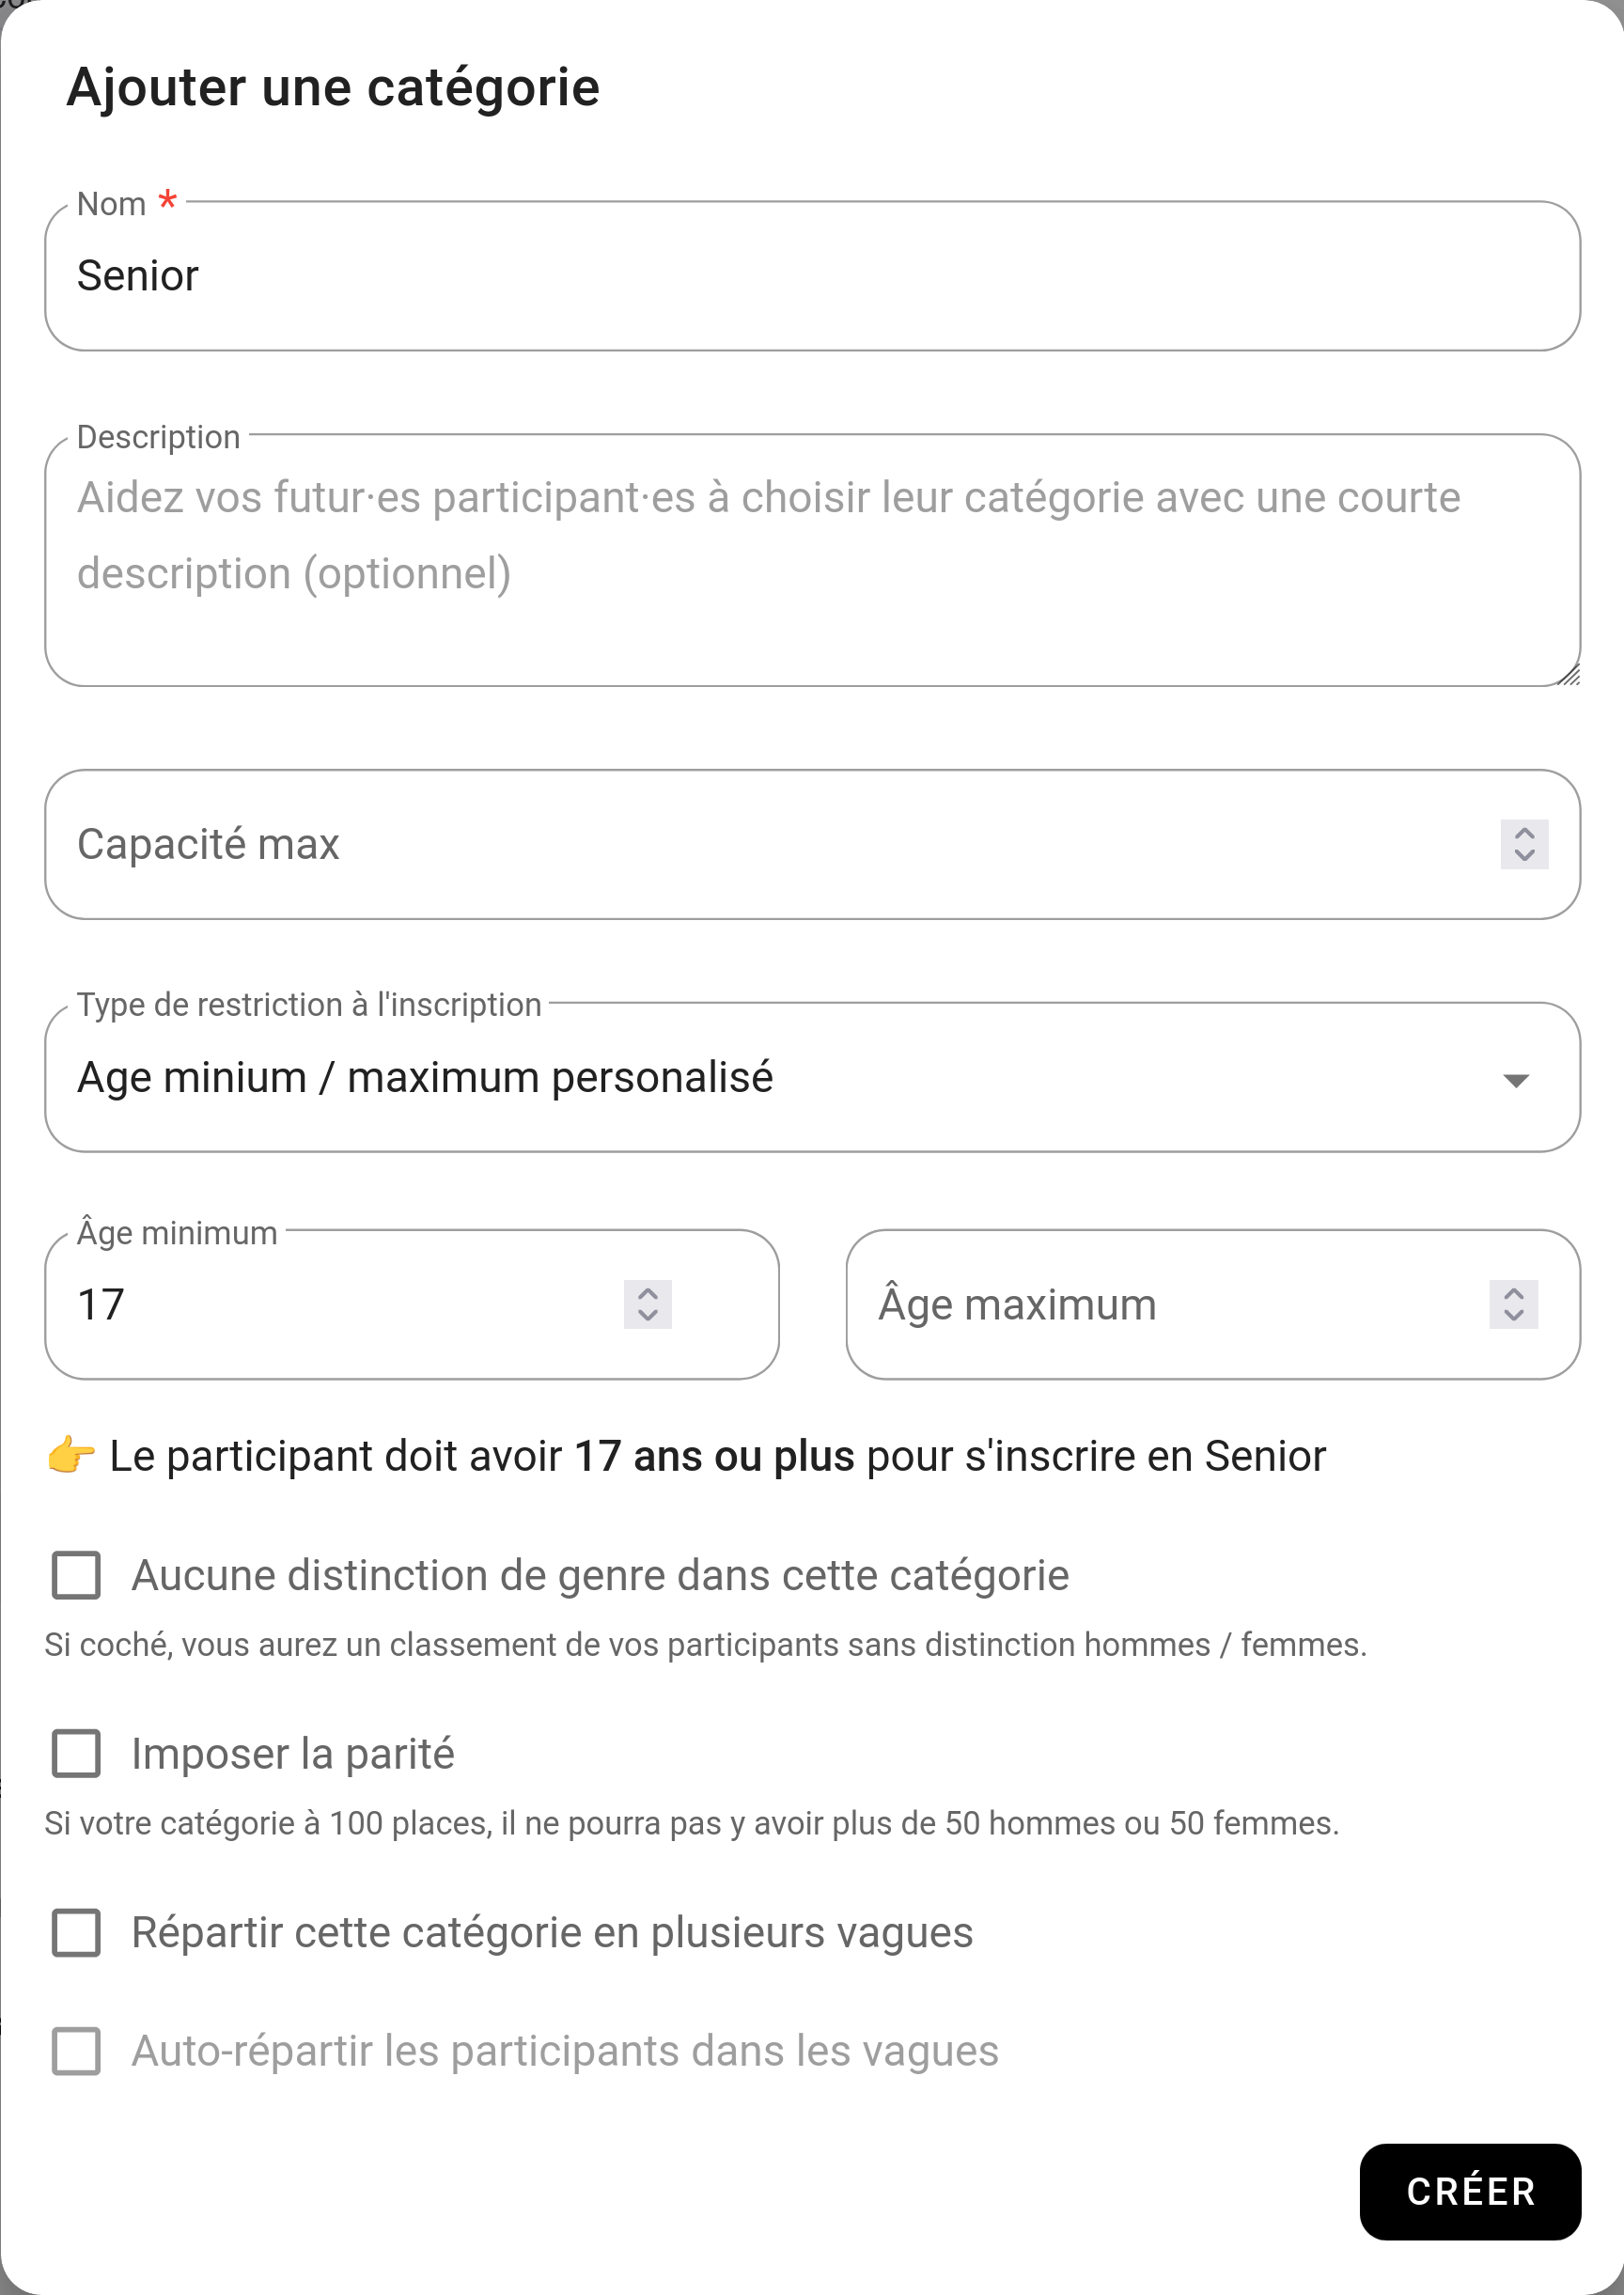 Ajouter une catégorie
Nom *
Senior
Description
Aidez vos futur·es participant·es à choisir leur catégorie avec une courte
description (optionnel)
Capacité max
Type de restriction à l'inscription
Age minium / maximum personalisé
Âge minimum
17
Âge maximum
👉 Le participant doit avoir 17 ans ou plus pour s'inscrire en Senior
Aucune distinction de genre dans cette catégorie
Si coché, vous aurez un classement de vos participants sans distinction hommes / femmes.
Imposer la parité
Si votre catégorie à 100 places, il ne pourra pas y avoir plus de 50 hommes ou 50 femmes.
Répartir cette catégorie en plusieurs vagues
Auto-répartir les participants dans les vagues
CRÉER